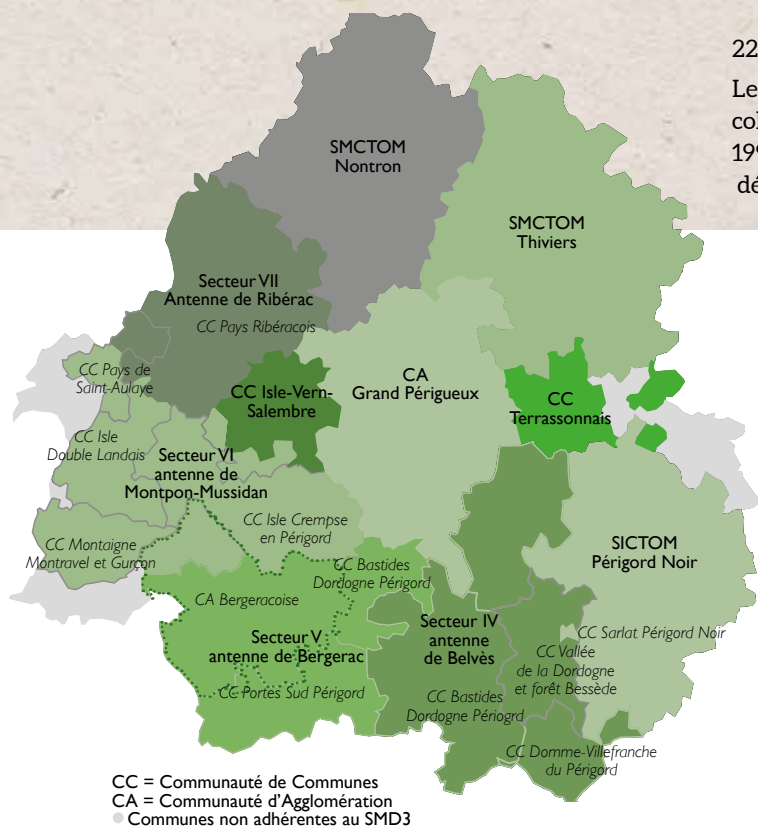 22
Le
col
199
dé
SMCTOM
Nontron
SMCTOM
Thiviers
Secteur VII
Antenne de Ribérac
CC Pays Ribéracois
CA
Grand Périgueux
CC Pays de
Saint-Aulaye
CC Isle-Vern-
Salembre
CC
Terrassonnais
CC Isle
Double Landais
Secteur VI
antenne de
Montpon-Mussidan
CC Isle Crempse
en Périgord
CC Montaigne
Montravel et Gurçon
SICTOM
Périgord Noir
CC Bastides
Dordogne Périgord
CA Bergeracoise
Secteur V
antenne de Bergerac
Secteur IV
antenne
de Belvès
CC Sarlat Périgord Noir
CC Vallée
de la Dordogne
et forêt Bessède
CC Portes Sud Périgord
CC Bastides
Dordogne Périogrd
CC Domme-Villefranche
du Périgord
CC = Communauté de Communes
CA = Communauté d'Agglomération
Communes non adhérentes au SMD3